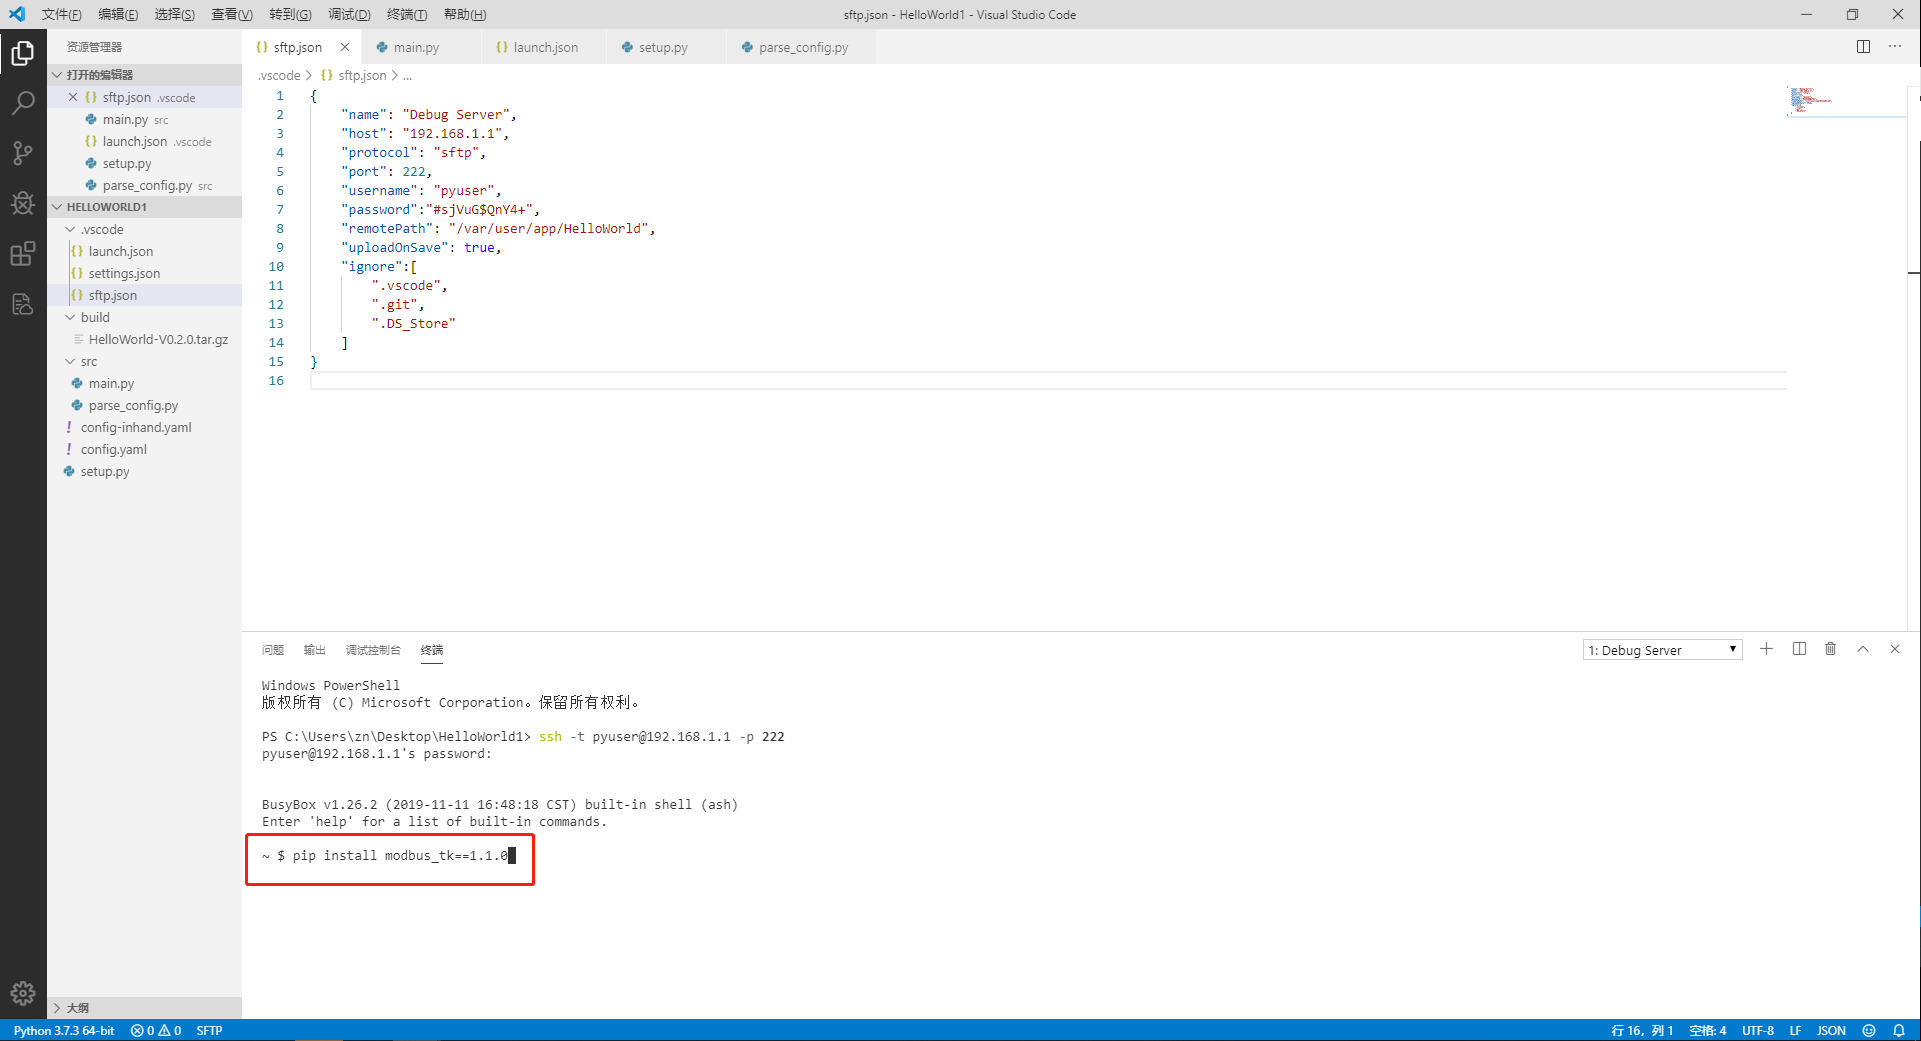 文件(F) 编辑(E) 选择(S) 查看(V) 转到(G) 调试(D) 终端(T) 帮助(H)
sftp.json - HelloWorld1 - Visual Studio Code
资源管理器
打开的编辑器
sftp.json .vscode
main.py src
launch.json .vscode
setup.py
parse_config.py src
HELLOWORLD1
.vscode
launch.json
settings.json
sftp.json
build
HelloWorld-V0.2.0.tar.gz
src
main.py
parse_config.py
config-inhand.yaml
config.yaml
setup.py
大纲
sftp.json main.py launch.json setup.py parse_config.py
.vscode > sftp.json > ...
1 {
2 "name": "Debug Server",
3 "host": "192.168.1.1",
4 "protocol": "sftp",
5 "port": 222,
6 "username": "pyuser",
7 "password":"#sjVuG$QnY4+",
8 "remotePath": "/var/user/app/HelloWorld",
9 "uploadOnSave": true,
10 "ignore":[
11 ".vscode",
12 ".git",
13 ".DS_Store"
14 ]
15 }
16
问题 输出 调试控制台 终端
1: Debug Server
Windows PowerShell
版权所有 (C) Microsoft Corporation。保留所有权利。
PS C:\Users\zn\Desktop\HelloWorld1> ssh -t pyuser@192.168.1.1 -p 222
pyuser@192.168.1.1's password:
BusyBox v1.26.2 (2019-11-11 16:48:18 CST) built-in shell (ash)
Enter 'help' for a list of built-in commands.
~ $ pip install modbus_tk==1.1.0
Python 3.7.3 64-bit 0 0 SFTP
行 16，列 1 空格: 4 UTF-8 LF JSON